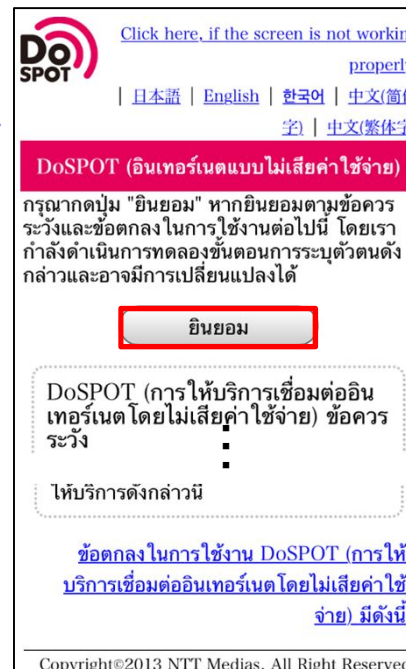 Do
SPOT
Click here, if the screen is not workin
properly
| 日本語 | English | 한국어 | 中文(简
字) | 中文(繁体字
DoSPOT (อินเทอร์เนตแบบไม่เสียค่าใช้จ่าย)
กรุณากดปุ่ม "ยินยอม" หากยินยอมตามข้อควร
ระวังและข้อตกลงในการใช้งานต่อไปนี้ โดยเรา
กำลังดำเนินการทดลองขั้นตอนการระบุตัวตนดัง
กล่าวและอาจมีการเปลี่ยนแปลงได้
ยินยอม
DoSPOT (การให้บริการเชื่อมต่ออิน
เทอร์เนตโดยไม่เสียค่าใช้จ่าย) ข้อควร
ระวัง
ให้บริการดังกล่าวนี้
ข้อตกลงในการใช้งาน DoSPOT (การให้
บริการเชื่อมต่ออินเทอร์เนตโดยไม่เสียค่าใช้
จ่าย) มีดังนี้
Copyright©2013 NTT Medias. All Right Reserved